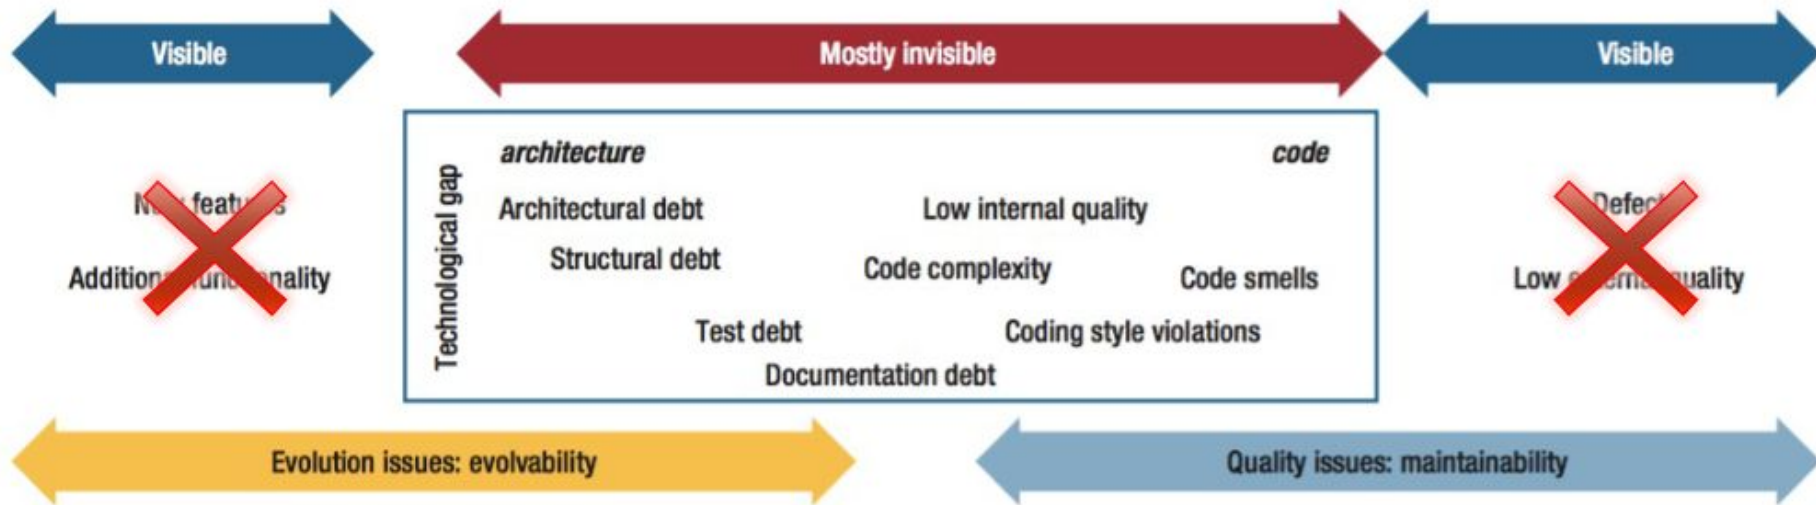 Visible
Mostly invisible
Visible
architecture
code
Technological gap
Architectural debt
Low internal quality
Structural debt
Code complexity
Code smells
Test debt
Coding style violations
Documentation debt
Low
Evolution issues: evolvability
Quality issues: maintainability